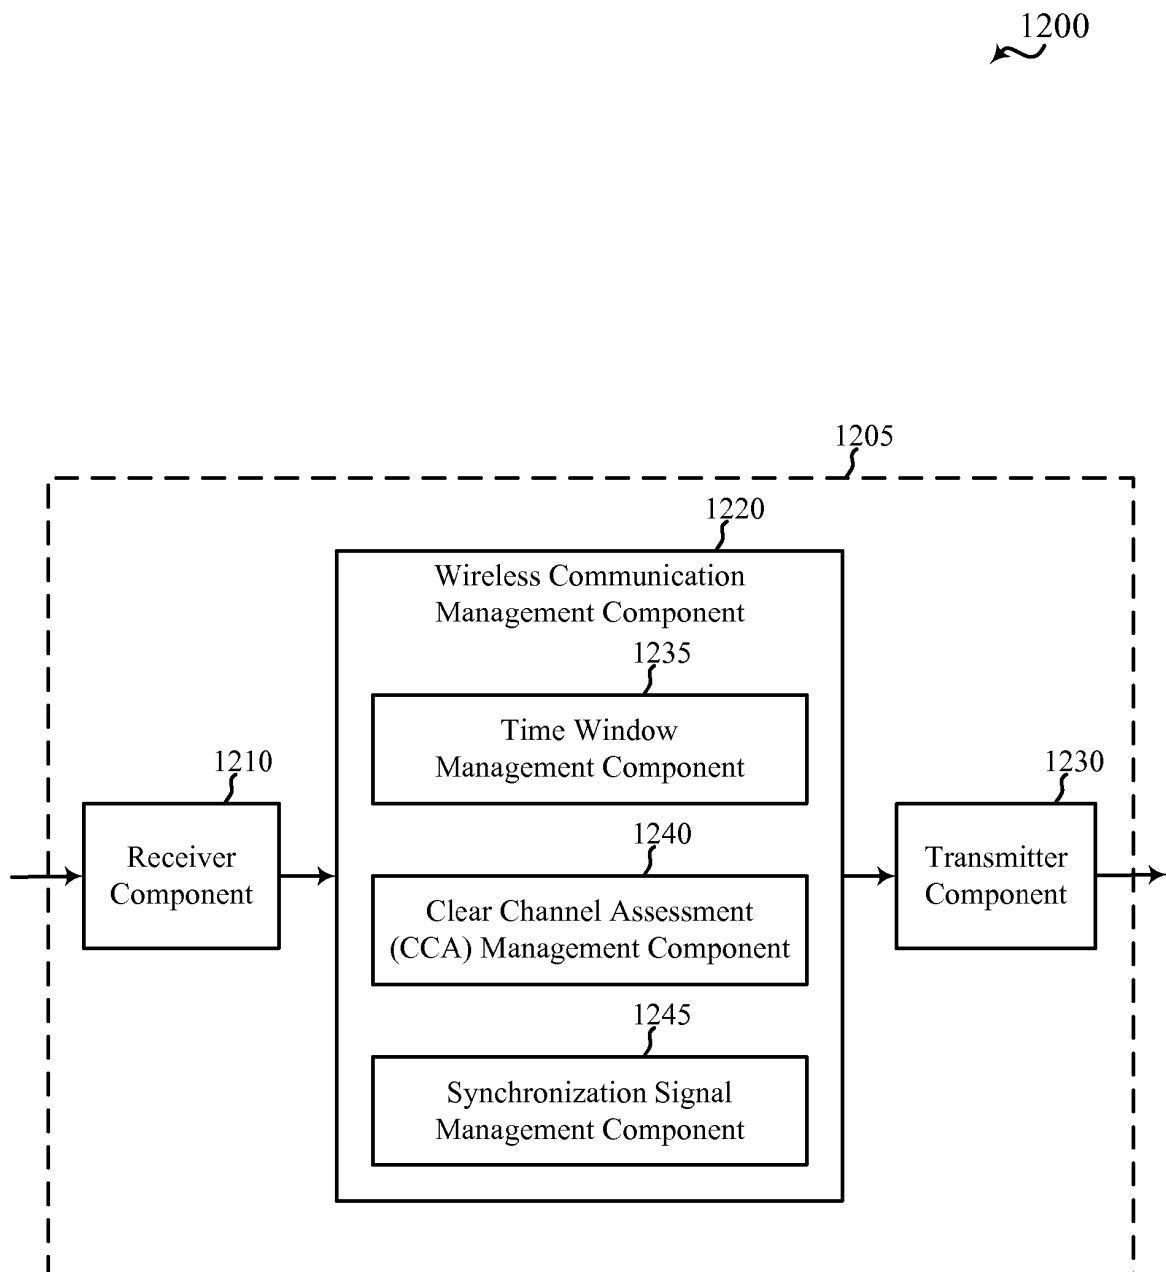 1200
1205
1220
Wireless Communication
Management Component
1235
Time Window
Management Component
1210
Receiver
Component
1240
Clear Channel Assessment
(CCA) Management Component
1230
Transmitter
Component
1245
Synchronization Signal
Management Component